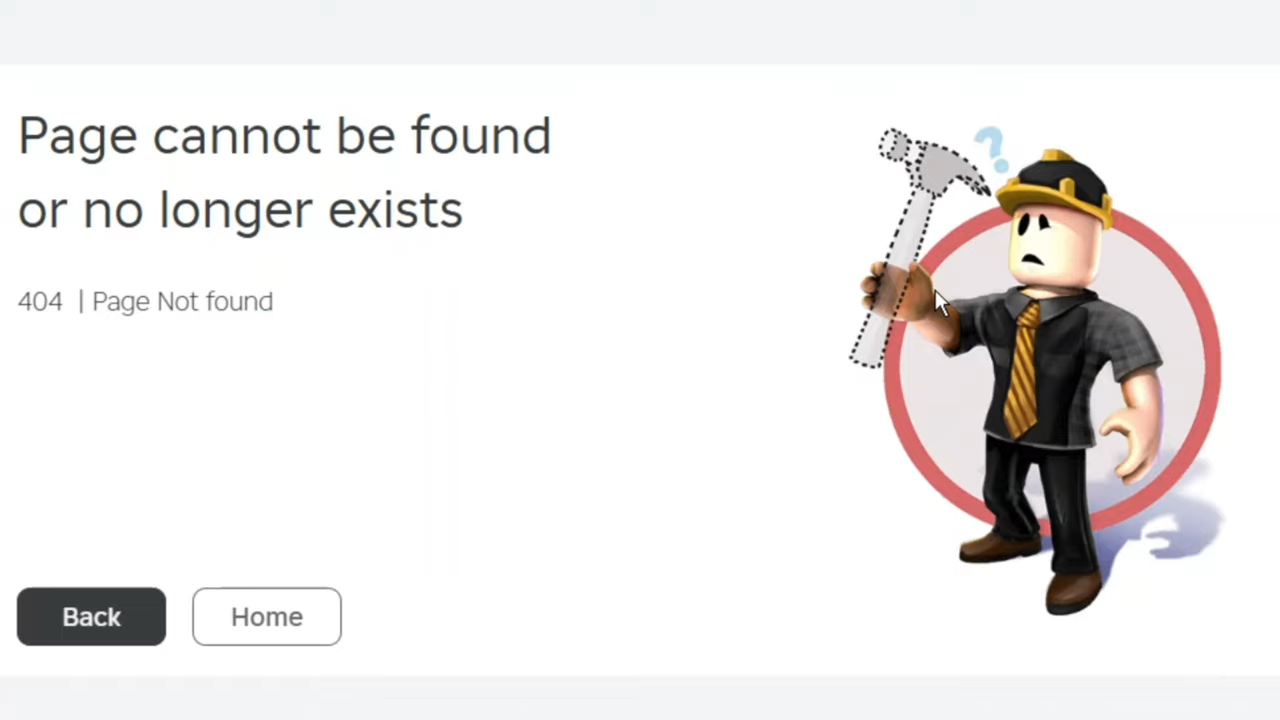 Page cannot be found
or no longer exists
404 | Page Not found
?
Back
Home